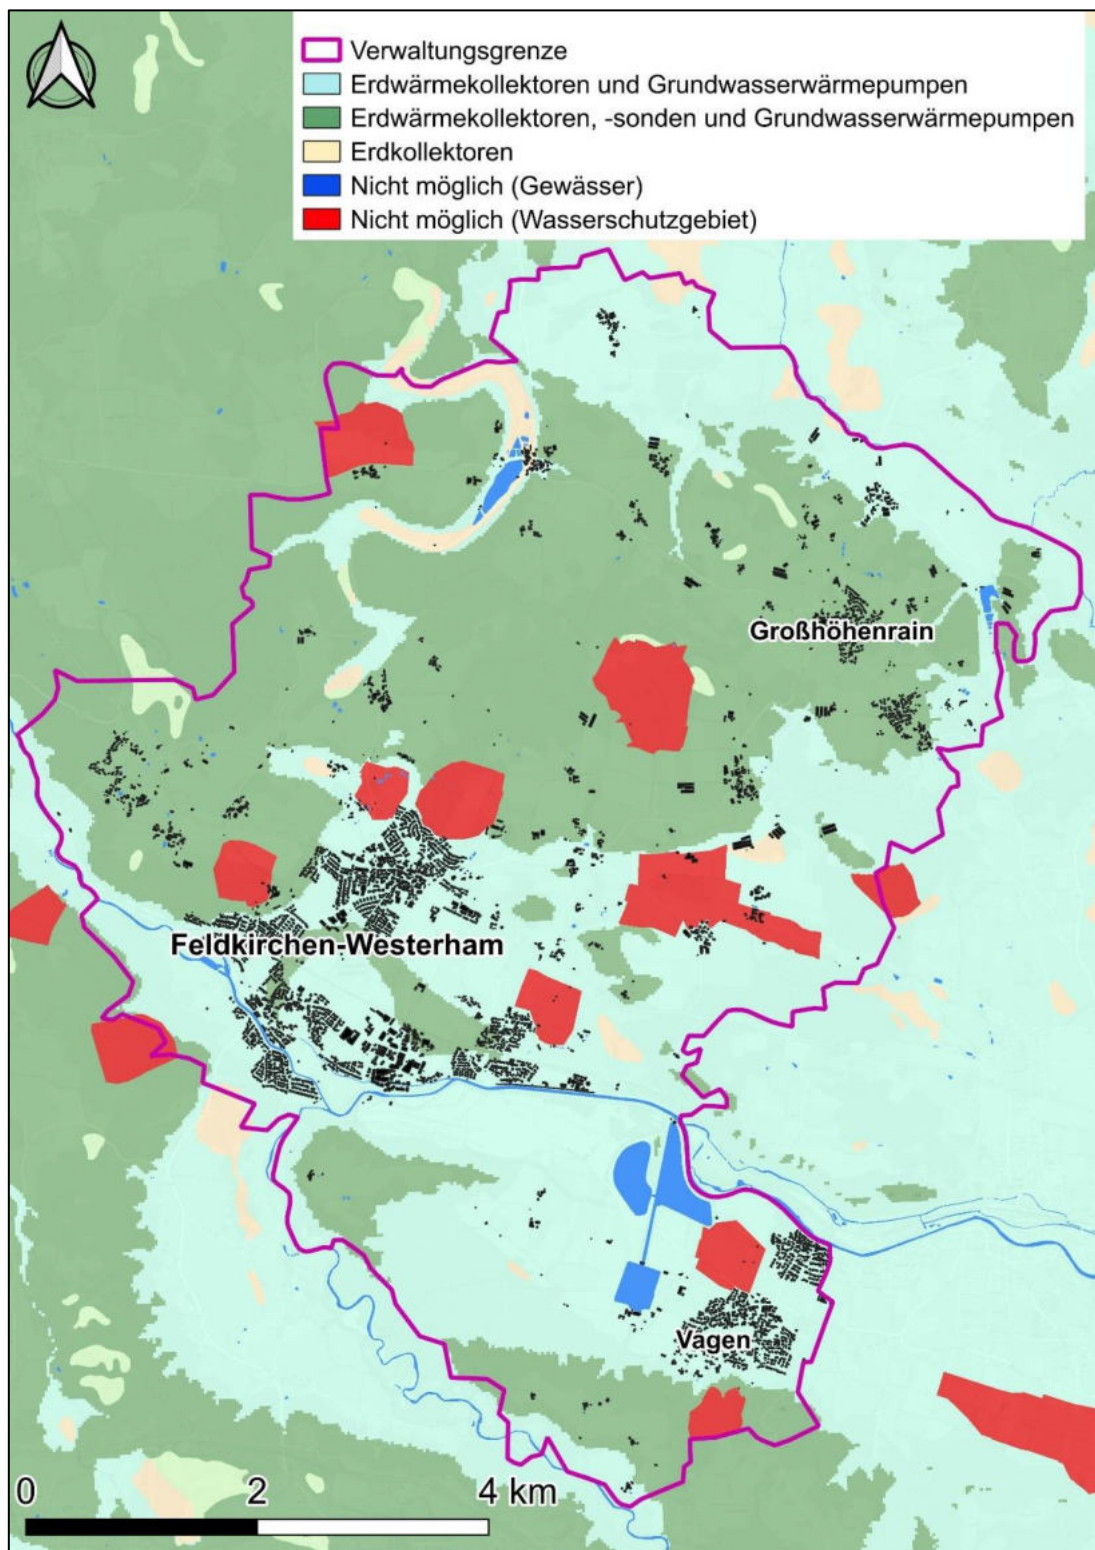 Verwaltungsgrenze
Erdwärmekollektoren und Grundwasserwärmepumpen
Erdwärmekollektoren, -sonden und Grundwasserwärmepumpen
Erdkollektoren
Nicht möglich (Gewässer)
Nicht möglich (Wasserschutzgebiet)
Großhöhenrain
Feldkirchen-Westerham
Vagen
0 2 4 km